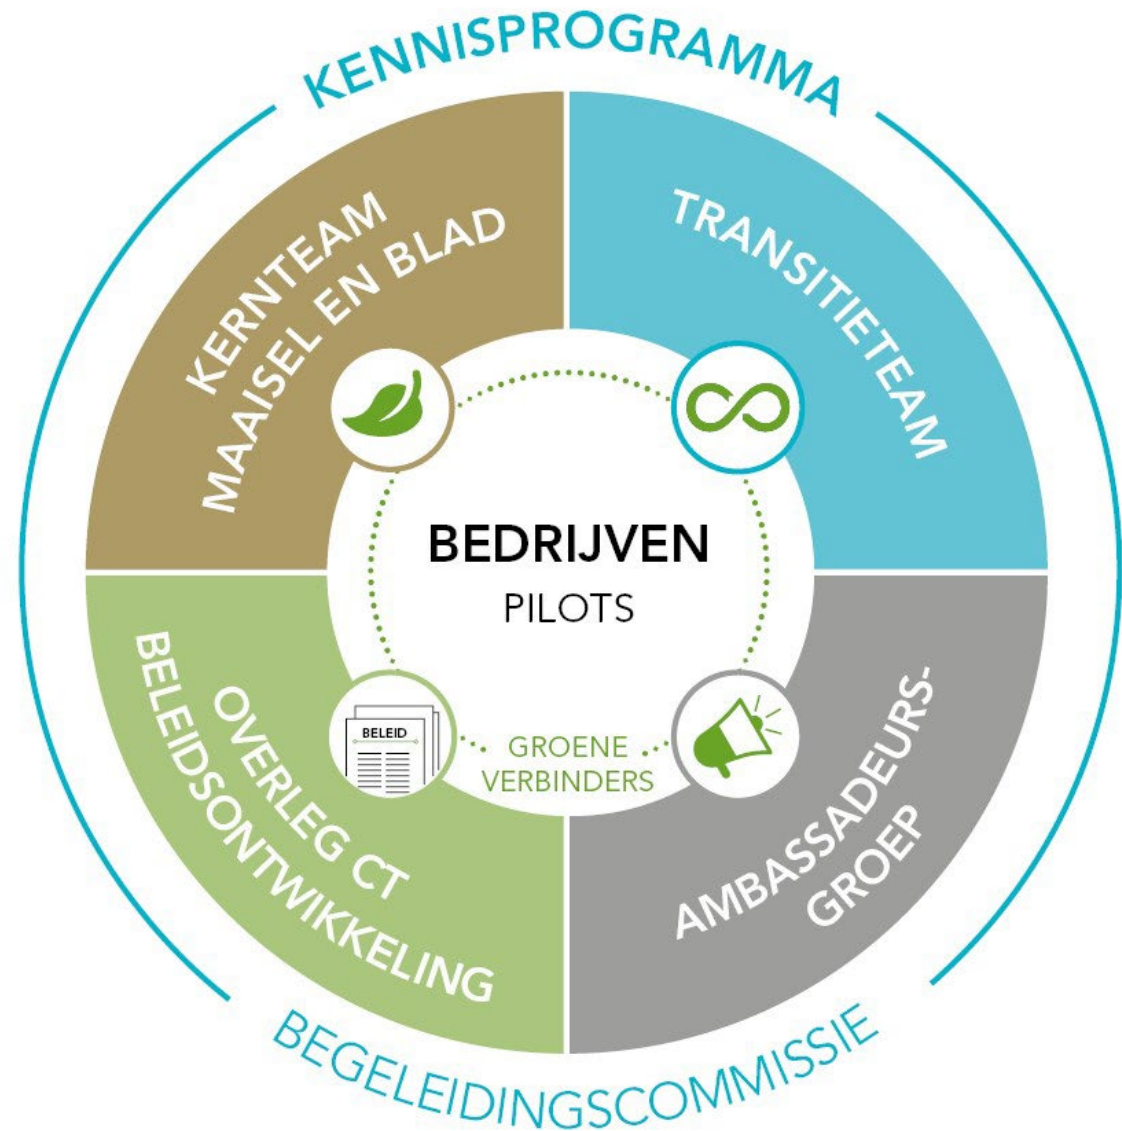 KENNISPROGRAMMA
KERNTEAM
MAAISEL EN BLAD
TRANSITIETEAM
BEDRIJVEN
PILOTS
BELEID
GROENE
VERBINDERS
OVERLEG CT
BELEIDSONTWIKKELING
AMBASSADEURS-
GROEP
BEGELEIDINGSCOMMISSIE